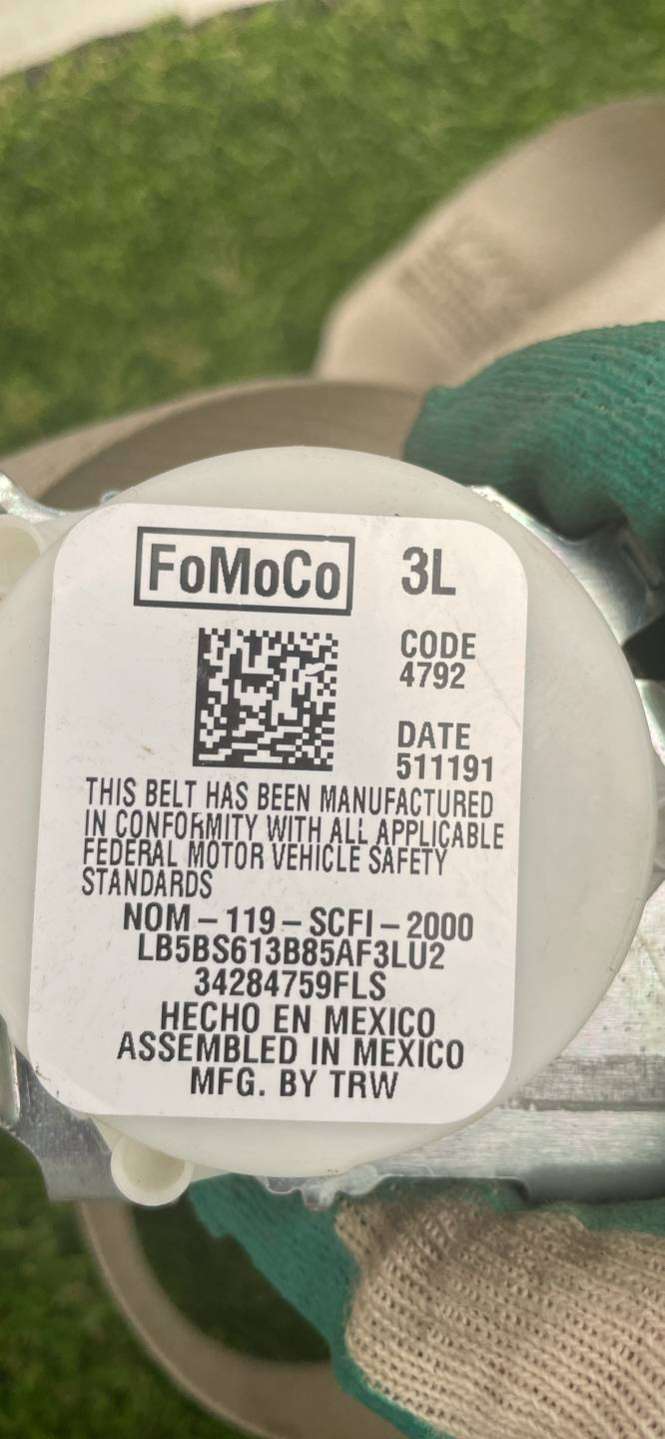 FoMoCo 3L
CODE
4792
DATE
511191
THIS BELT HAS BEEN MANUFACTURED
IN CONFORMITY WITH ALL APPLICABLE
FEDERAL MOTOR VEHICLE SAFETY
STANDARDS
NOM – 119 – SCFI – 2000
LB5BS613B85AF3LU2
34284759FLS
HECHO EN MEXICO
ASSEMBLED IN MEXICO
MFG. BY TRW